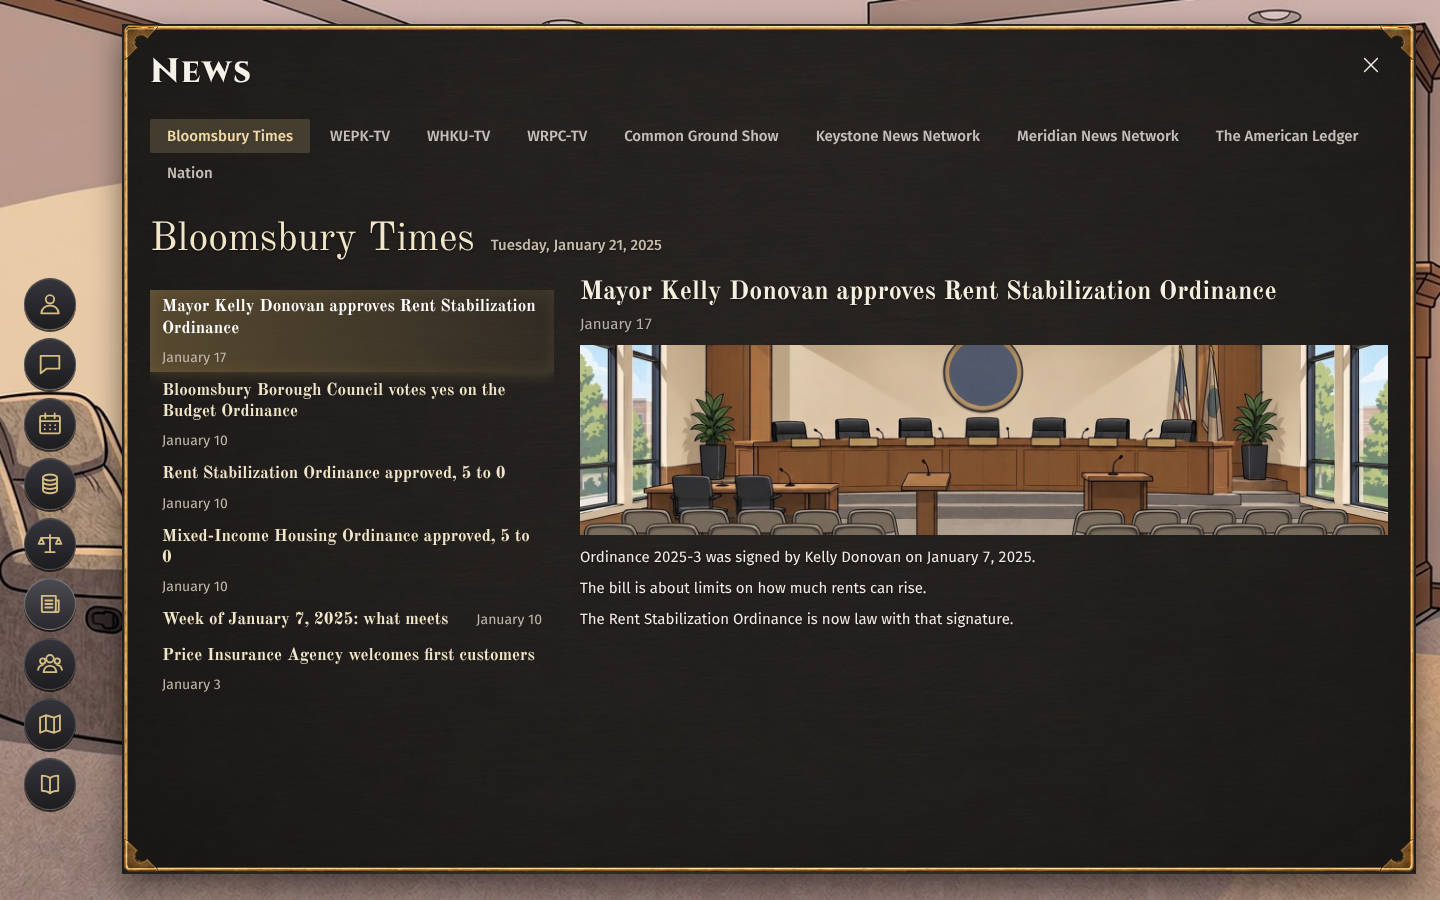 News
Bloomsbury Times
WEPK-TV
WHKU-TV
WRPC-TV
Common Ground Show
Keystone News Network
Meridian News Network
The American Ledger
Nation
Bloomsbury Times
Tuesday, January 21, 2025
Mayor Kelly Donovan approves Rent Stabilization
Ordinance
January 17
Bloomsbury Borough Council votes yes on the
Budget Ordinance
January 10
Rent Stabilization Ordinance approved, 5 to 0
January 10
Mixed-Income Housing Ordinance approved, 5 to
0
January 10
Week of January 7, 2025: what meets
January 10
Price Insurance Agency welcomes first customers
January 3
Mayor Kelly Donovan approves Rent Stabilization Ordinance
January 17
Ordinance 2025-3 was signed by Kelly Donovan on January 7, 2025.
The bill is about limits on how much rents can rise.
The Rent Stabilization Ordinance is now law with that signature.